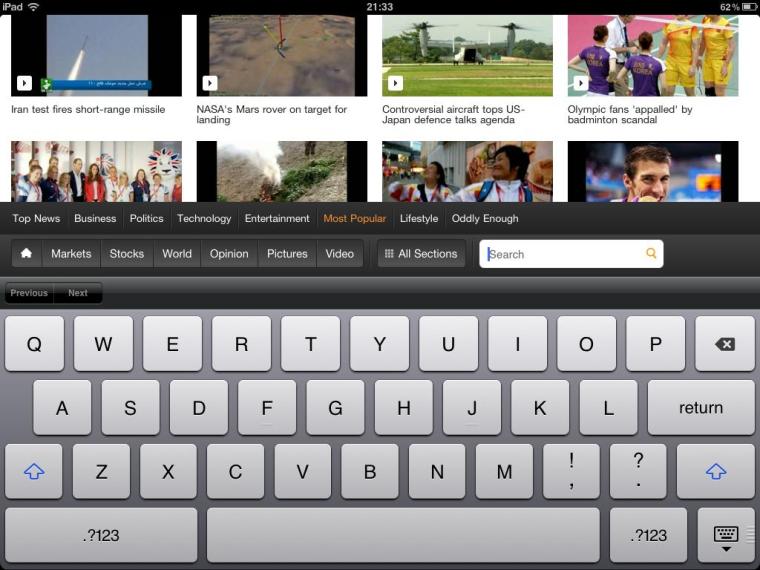 iPad 21:33 62%
Iran test fires short-range missile
NASA's Mars rover on target for
landing
Controversial aircraft tops US-
Japan defence talks agenda
Olympic fans 'appalled' by
badminton scandal
KOREA
KOREA
Top News Business Politics Technology Entertainment Most Popular Lifestyle Oddly Enough
Markets Stocks World Opinion Pictures Video All Sections Search
Previous Next
Q W E R T Y U I O P
A S D F G H J K L return
Z X C V B N M ! , ? .
.?123 .?123